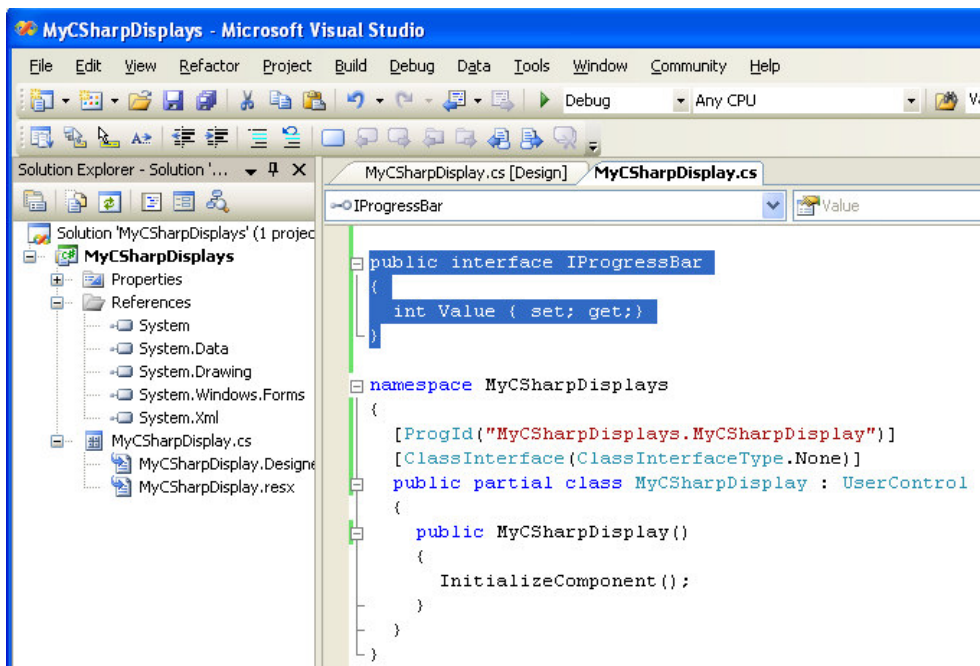 MyCSharpDisplays - Microsoft Visual Studio
File Edit View Refactor Project Build Debug Data Tools Window Community Help
Debug Any CPU
Solution Explorer - Solution '...
MyCSharpDisplay.cs [Design] MyCSharpDisplay.cs
IProgressBar Value
Solution 'MyCSharpDisplays' (1 projec
MyCSharpDisplays
Properties
References
System
System.Data
System.Drawing
System.Windows.Forms
System.Xml
MyCSharpDisplay.cs
MyCSharpDisplay.Designe
MyCSharpDisplay.resx
public interface IProgressBar
{
int Value { set; get;}
}
namespace MyCSharpDisplays
{
[ProgId("MyCSharpDisplays.MyCSharpDisplay")]
[ClassInterface(ClassInterfaceType.None)]
public partial class MyCSharpDisplay : UserControl
{
public MyCSharpDisplay()
{
InitializeComponent();
}
}
}